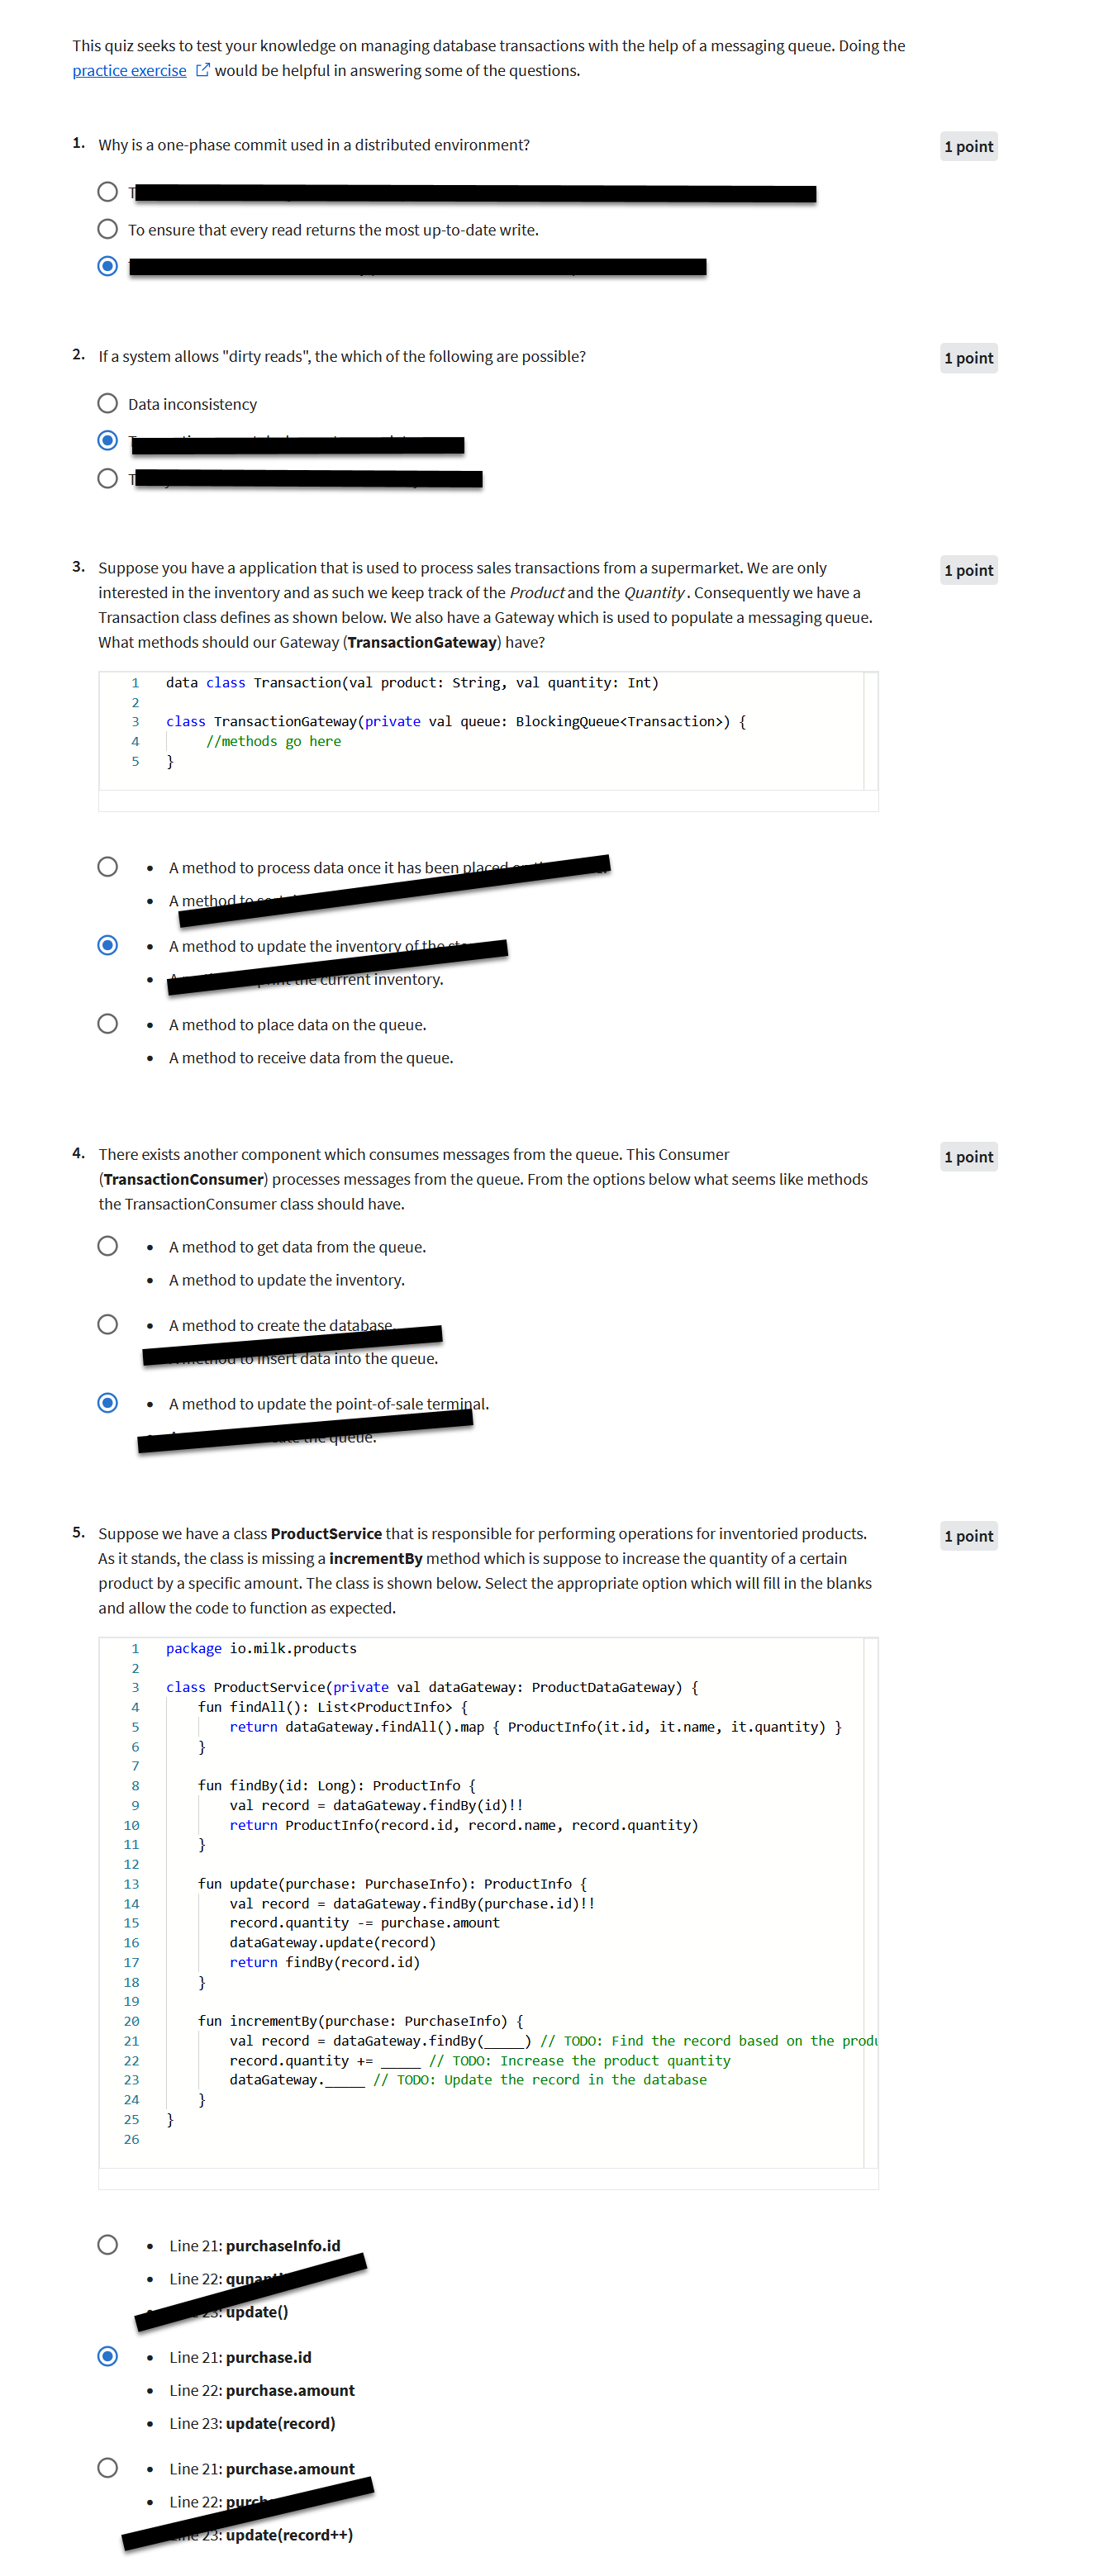 This quiz seeks to test your knowledge on managing database transactions with the help of a messaging queue. Doing the
practice exercise would be helpful in answering some of the questions.
1. Why is a one-phase commit used in a distributed environment?
1 point
To ensure that every read returns the most up-to-date write.
2. If a system allows "dirty reads", the which of the following are possible?
1 point
Data inconsistency
3. Suppose you have a application that is used to process sales transactions from a supermarket. We are only
1 point
interested in the inventory and as such we keep track of the Product and the Quantity. Consequently we have a
Transaction class defines as shown below. We also have a Gateway which is used to populate a messaging queue.
What methods should our Gateway (TransactionGateway) have?
1 data class Transaction(val product: String, val quantity: Int)
2
3 class TransactionGateway(private val queue: BlockingQueue<Transaction>) {
4 //methods go here
5 }
• A method to process data once it has been placed
• A method to
• A method to update the inventory of the
• the current inventory.
• A method to place data on the queue.
• A method to receive data from the queue.
4. There exists another component which consumes messages from the queue. This Consumer
1 point
(TransactionConsumer) processes messages from the queue. From the options below what seems like methods
the TransactionConsumer class should have.
• A method to get data from the queue.
• A method to update the inventory.
• A method to create the database.
to insert data into the queue.
• A method to update the point-of-sale terminal.
the queue.
5. Suppose we have a class ProductService that is responsible for performing operations for inventoried products.
1 point
As it stands, the class is missing a incrementBy method which is suppose to increase the quantity of a certain
product by a specific amount. The class is shown below. Select the appropriate option which will fill in the blanks
and allow the code to function as expected.
1 package io.milk.products
2
3 class ProductService(private val dataGateway: ProductDataGateway) {
4 fun findAll(): List<ProductInfo> {
5 return dataGateway.findAll().map { ProductInfo(it.id, it.name, it.quantity) }
6 }
7
8 fun findBy(id: Long): ProductInfo {
9 val record = dataGateway.findBy(id)!!
10 return ProductInfo(record.id, record.name, record.quantity)
11 }
12
13 fun update(purchase: PurchaseInfo): ProductInfo {
14 val record = dataGateway.findBy(purchase.id)!!
15 record.quantity -= purchase.amount
16 dataGateway.update(record)
17 return findBy(record.id)
18 }
19
20 fun incrementBy(purchase: PurchaseInfo) {
21 val record = dataGateway.findBy(_____) // TODO: Find the record based on the produ
22 record.quantity += _____ // TODO: Increase the product quantity
23 dataGateway._____ // TODO: Update the record in the database
24 }
25 }
26
• Line 21: purchaseInfo.id
• Line 22:
23: update()
• Line 21: purchase.id
• Line 22: purchase.amount
• Line 23: update(record)
• Line 21: purchase.amount
• Line 22:
23: update(record++)